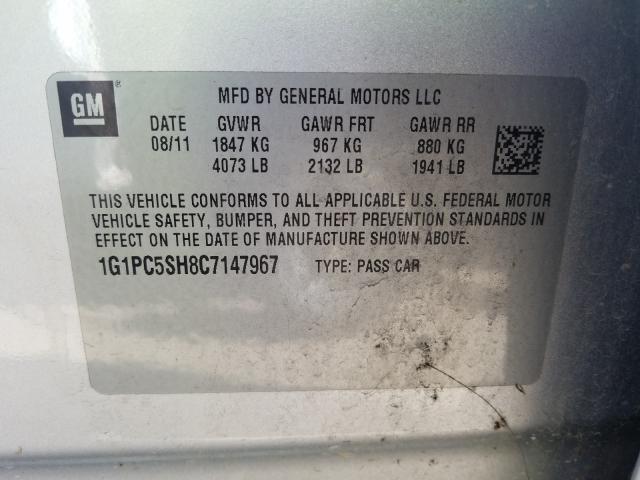 GM
MFD BY GENERAL MOTORS LLC
DATE GVWR GAWR FRT GAWR RR
08/11 1847 KG 967 KG 880 KG
4073 LB 2132 LB 1941 LB
THIS VEHICLE CONFORMS TO ALL APPLICABLE U.S. FEDERAL MOTOR
VEHICLE SAFETY, BUMPER, AND THEFT PREVENTION STANDARDS IN
EFFECT ON THE DATE OF MANUFACTURE SHOWN ABOVE.
1G1PC5SH8C7147967 TYPE: PASS CAR